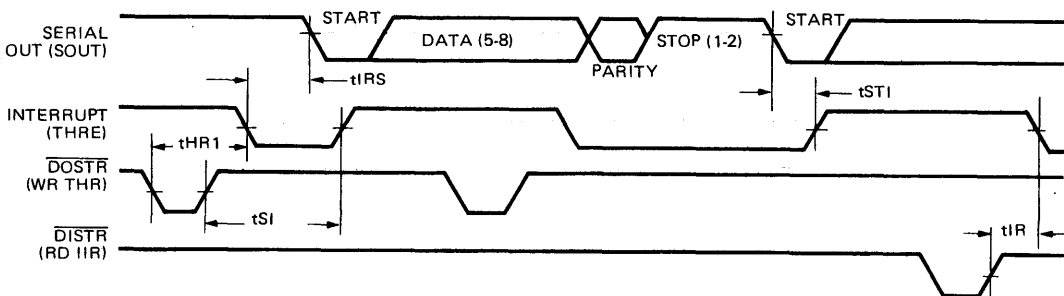 SERIAL
OUT (SOUT)
START
DATA (5-8)
PARITY
STOP (1-2)
START
tIRS
tSTI
INTERRUPT
(THRE)
tHR1
DOSTR
(WR THR)
tSI
DISTR
(RD IIR)
tIR